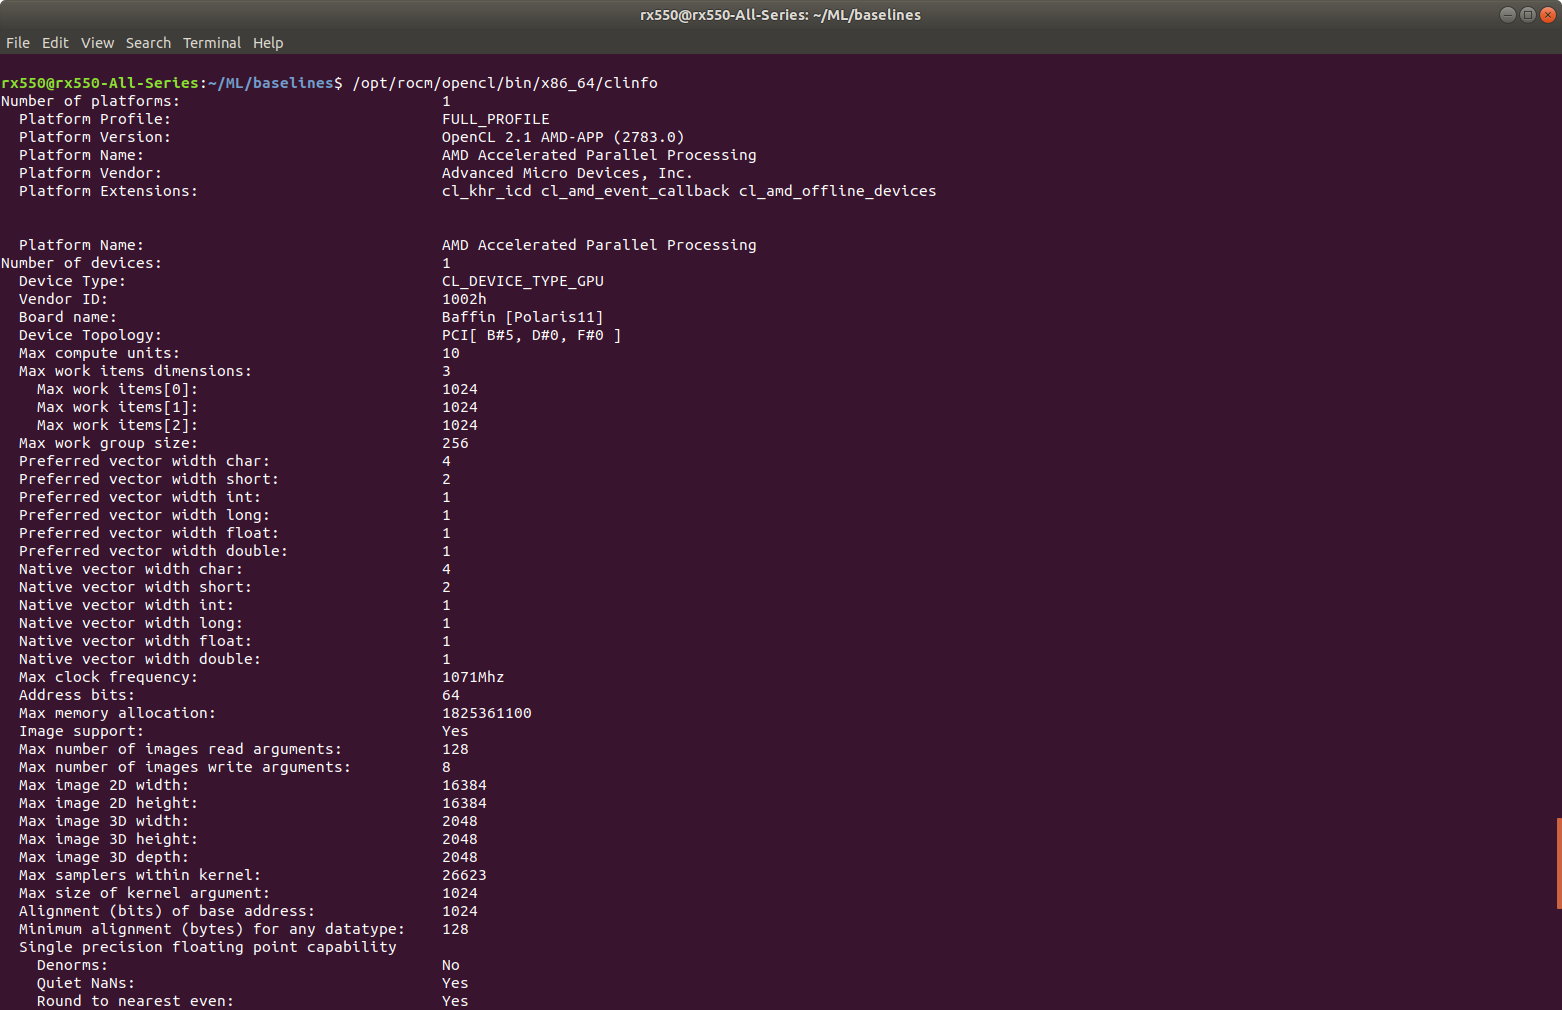 rx550@rx550-All-Series: ~/ML/baselines
File Edit View Search Terminal Help
rx550@rx550-All-Series:~/ML/baselines$ /opt/rocm/opencl/bin/x86_64/clinfo
Number of platforms: 1
Platform Profile: FULL_PROFILE
Platform Version: OpenCL 2.1 AMD-APP (2783.0)
Platform Name: AMD Accelerated Parallel Processing
Platform Vendor: Advanced Micro Devices, Inc.
Platform Extensions: cl_khr_icd cl_amd_event_callback cl_amd_offline_devices
Platform Name: AMD Accelerated Parallel Processing
Number of devices: 1
Device Type: CL_DEVICE_TYPE_GPU
Vendor ID: 1002h
Board name: Baffin [Polaris11]
Device Topology: PCI[ B#5, D#0, F#0 ]
Max compute units: 10
Max work items dimensions: 3
Max work items[0]: 1024
Max work items[1]: 1024
Max work items[2]: 1024
Max work group size: 256
Preferred vector width char: 4
Preferred vector width short: 2
Preferred vector width int: 1
Preferred vector width long: 1
Preferred vector width float: 1
Preferred vector width double: 1
Native vector width char: 4
Native vector width short: 2
Native vector width int: 1
Native vector width long: 1
Native vector width float: 1
Native vector width double: 1
Max clock frequency: 1071Mhz
Address bits: 64
Max memory allocation: 1825361100
Image support: Yes
Max number of images read arguments: 128
Max number of images write arguments: 8
Max image 2D width: 16384
Max image 2D height: 16384
Max image 3D width: 2048
Max image 3D height: 2048
Max image 3D depth: 2048
Max samplers within kernel: 26623
Max size of kernel argument: 1024
Alignment (bits) of base address: 1024
Minimum alignment (bytes) for any datatype: 128
Single precision floating point capability
Denorms: No
Quiet NaNs: Yes
Round to nearest even: Yes